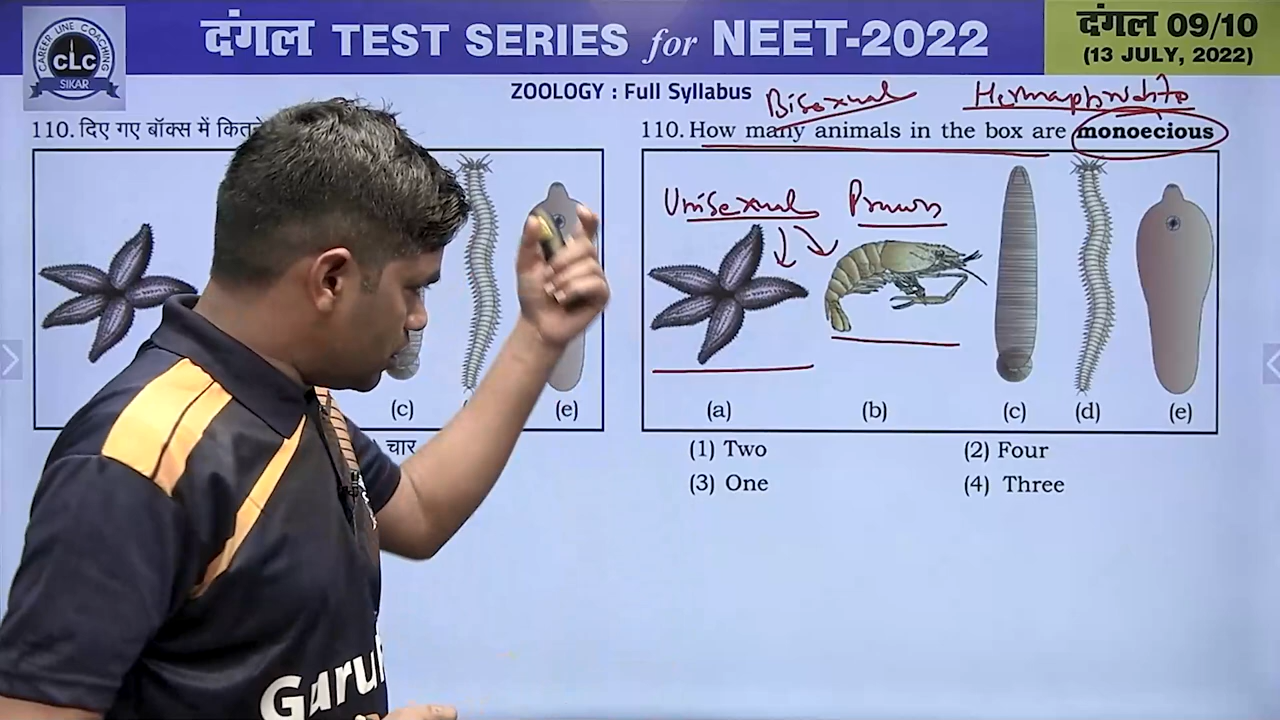 दंगल TEST SERIES for NEET-2022
दंगल 09/10
(13 JULY, 2022)
CAREER LINE COACHING
CLC
SIKAR
ZOOLOGY : Full Syllabus
Bisexual
110. दिए गए बॉक्स में
110. How many animals in the box are monoecious
Unisexual
Prawn
(c)
(e)
चार
(a)
(b)
(c)
(d)
(e)
(1) Two
(2) Four
(3) One
(4) Three